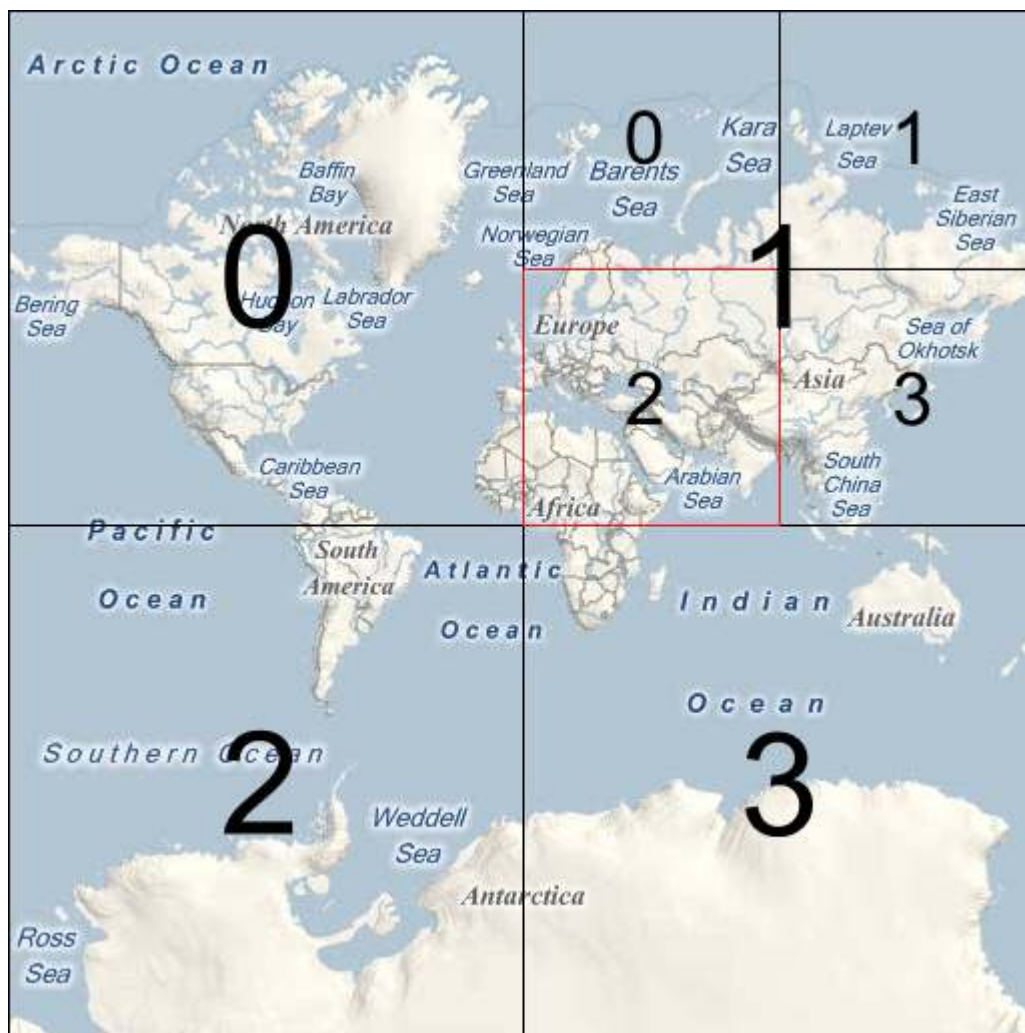 Arctic Ocean
0
1
Kara
Sea
Laptev
Sea
Baffin
Bay
Greenland
Sea
Barents
Sea
East
Siberian
Sea
North America
Norwegian
Sea
0
1
Bering
Sea
Hudson
Bay
Labrador
Sea
Europe
Sea of
Okhotsk
Asia
2
3
Caribbean
Sea
Arabian
Sea
South
China
Sea
Africa
Pacific
Ocean
South
America
Atlantic
Ocean
Indian
Ocean
Australia
Southern Ocean
2
3
Weddell
Sea
Antarctica
Ross
Sea